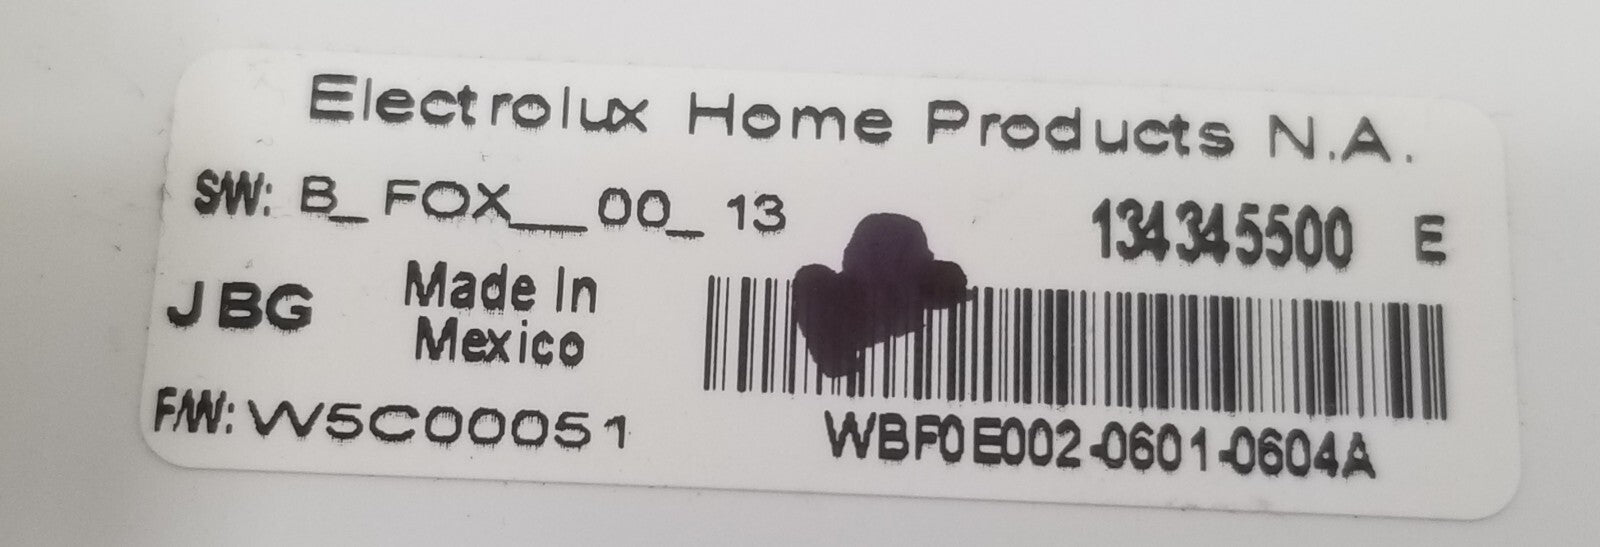 Electrolux Home Products N.A.
SW: B_FOX__00_13
134345500 E
JBG
Made In
Mexico
F/W: W5C00051
WBF0E002-0601-0604A